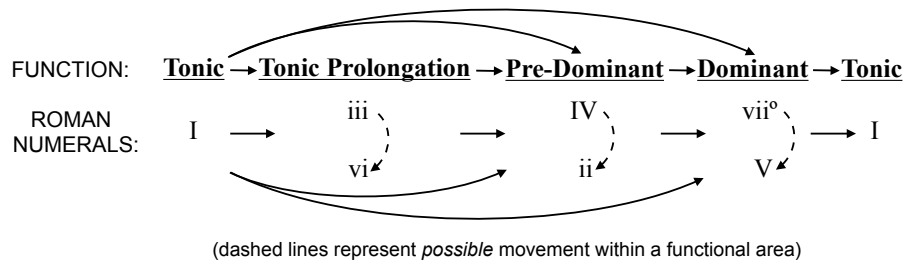 FUNCTION: Tonic Tonic Prolongation Pre-Dominant Dominant Tonic
ROMAN NUMERALS: I iii vi IV ii viiº V I
(dashed lines represent possible movement within a functional area)